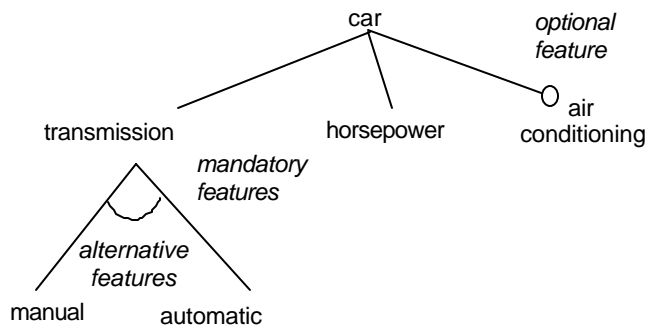 car
optional
feature
transmission
horsepower
air
conditioning
mandatory
features
alternative
features
manual
automatic